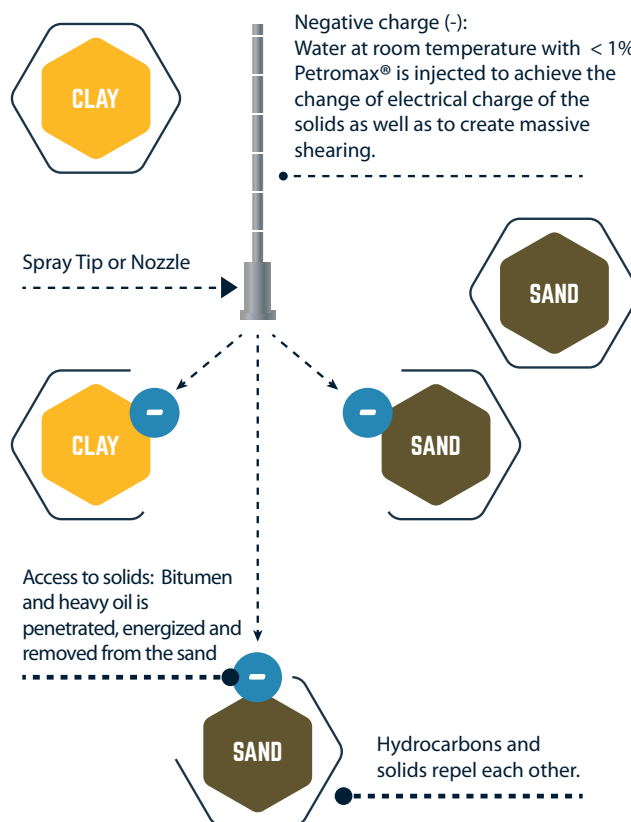 Negative charge (-):
Water at room temperature with < 1%
Petromax® is injected to achieve the
change of electrical charge of the
solids as well as to create massive
shearing.
CLAY
Spray Tip or Nozzle
SAND
-
CLAY
-
SAND
Access to solids: Bitumen
and heavy oil is
penetrated, energized and
removed from the sand
-
SAND
Hydrocarbons and
solids repel each other.